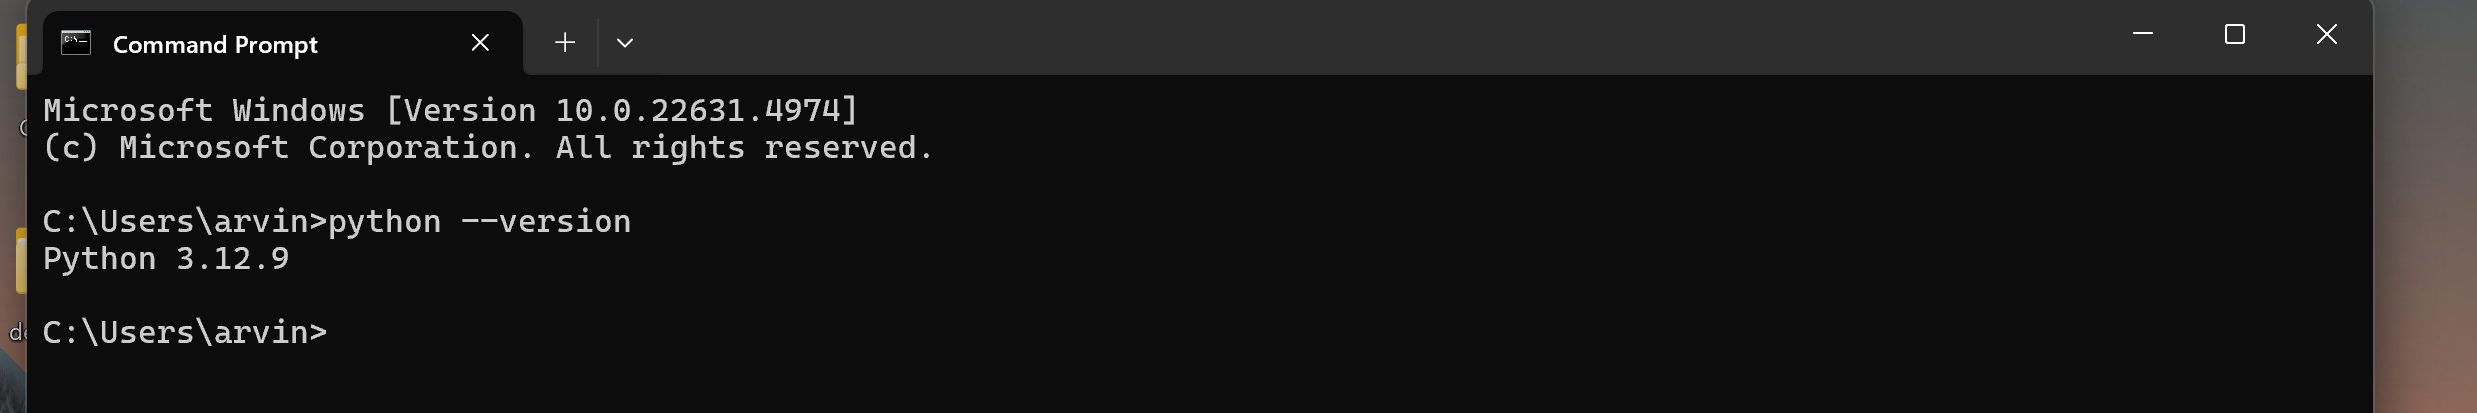 Command Prompt
Microsoft Windows [Version 10.0.22631.4974]
(c) Microsoft Corporation. All rights reserved.
C:\Users\arvin>python --version
Python 3.12.9
C:\Users\arvin>